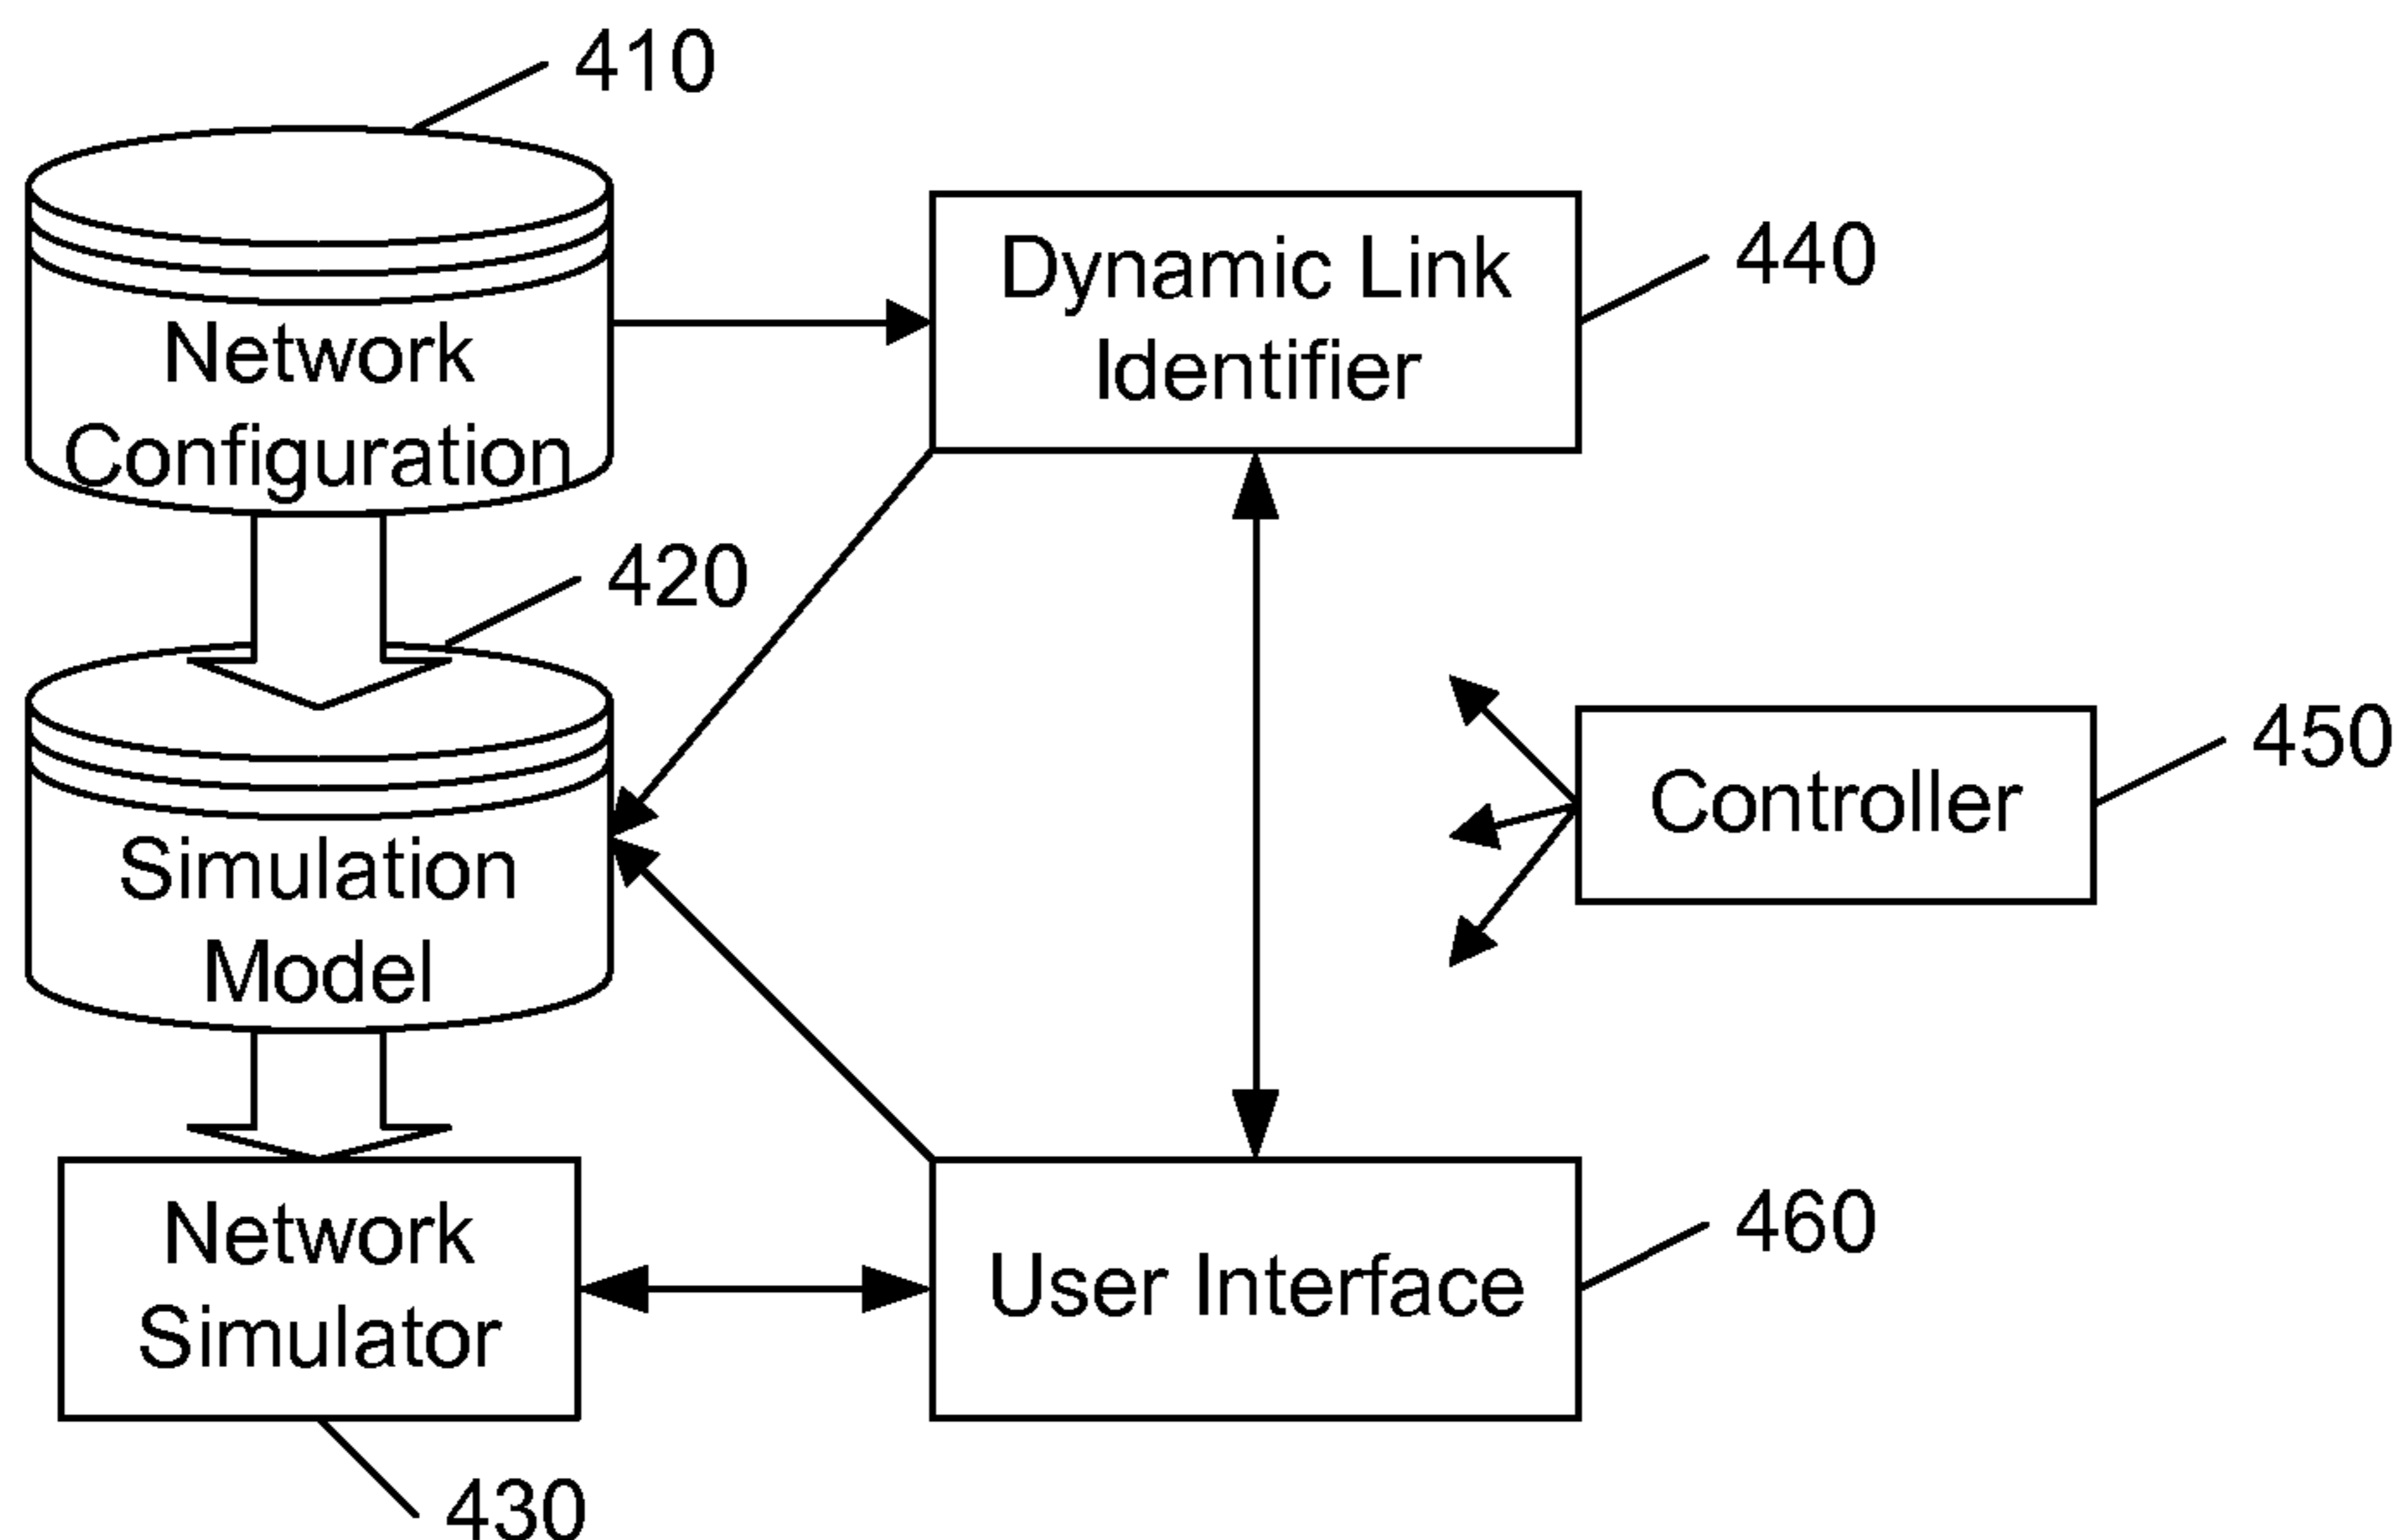 410
Network
Configuration
Dynamic Link
Identifier
440
420
Simulation
Model
Controller
450
Network
Simulator
430
User Interface
460